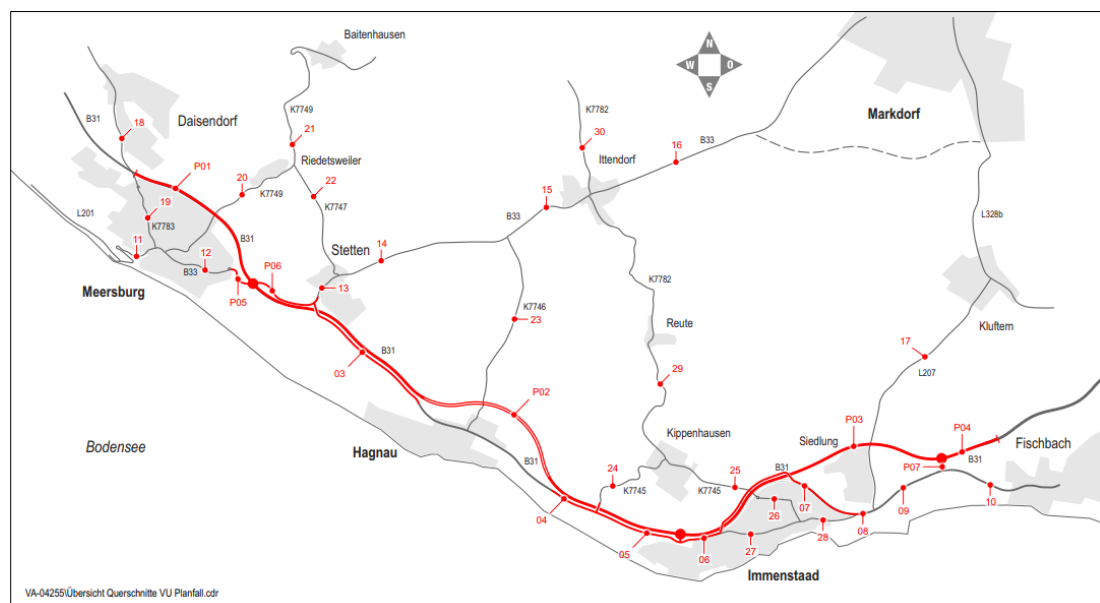 Baitenhausen
N
W
O
S
B31
18
Daisendorf
K7749
K7782
Markdorf
21
30
16
B33
P01
Riedetsweiler
Ittendorf
20
K7749
22
K7747
15
L201
19
K7783
L328b
B33
11
12
B31
Stetten
14
B33
Meersburg
P05
P06
13
K7782
K7746
23
Reute
Kluftern
17
03
B31
L207
29
P02
Bodensee
Hagnau
Kippenhausen
Siedlung
P03
P04
Fischbach
B31
P07
B31
24
25
B31
K7745
K7745
04
26
07
09
10
05
06
27
28
08
Immenstaad
VA-04255\Übersicht Querschnitte VU Planfall.cdr